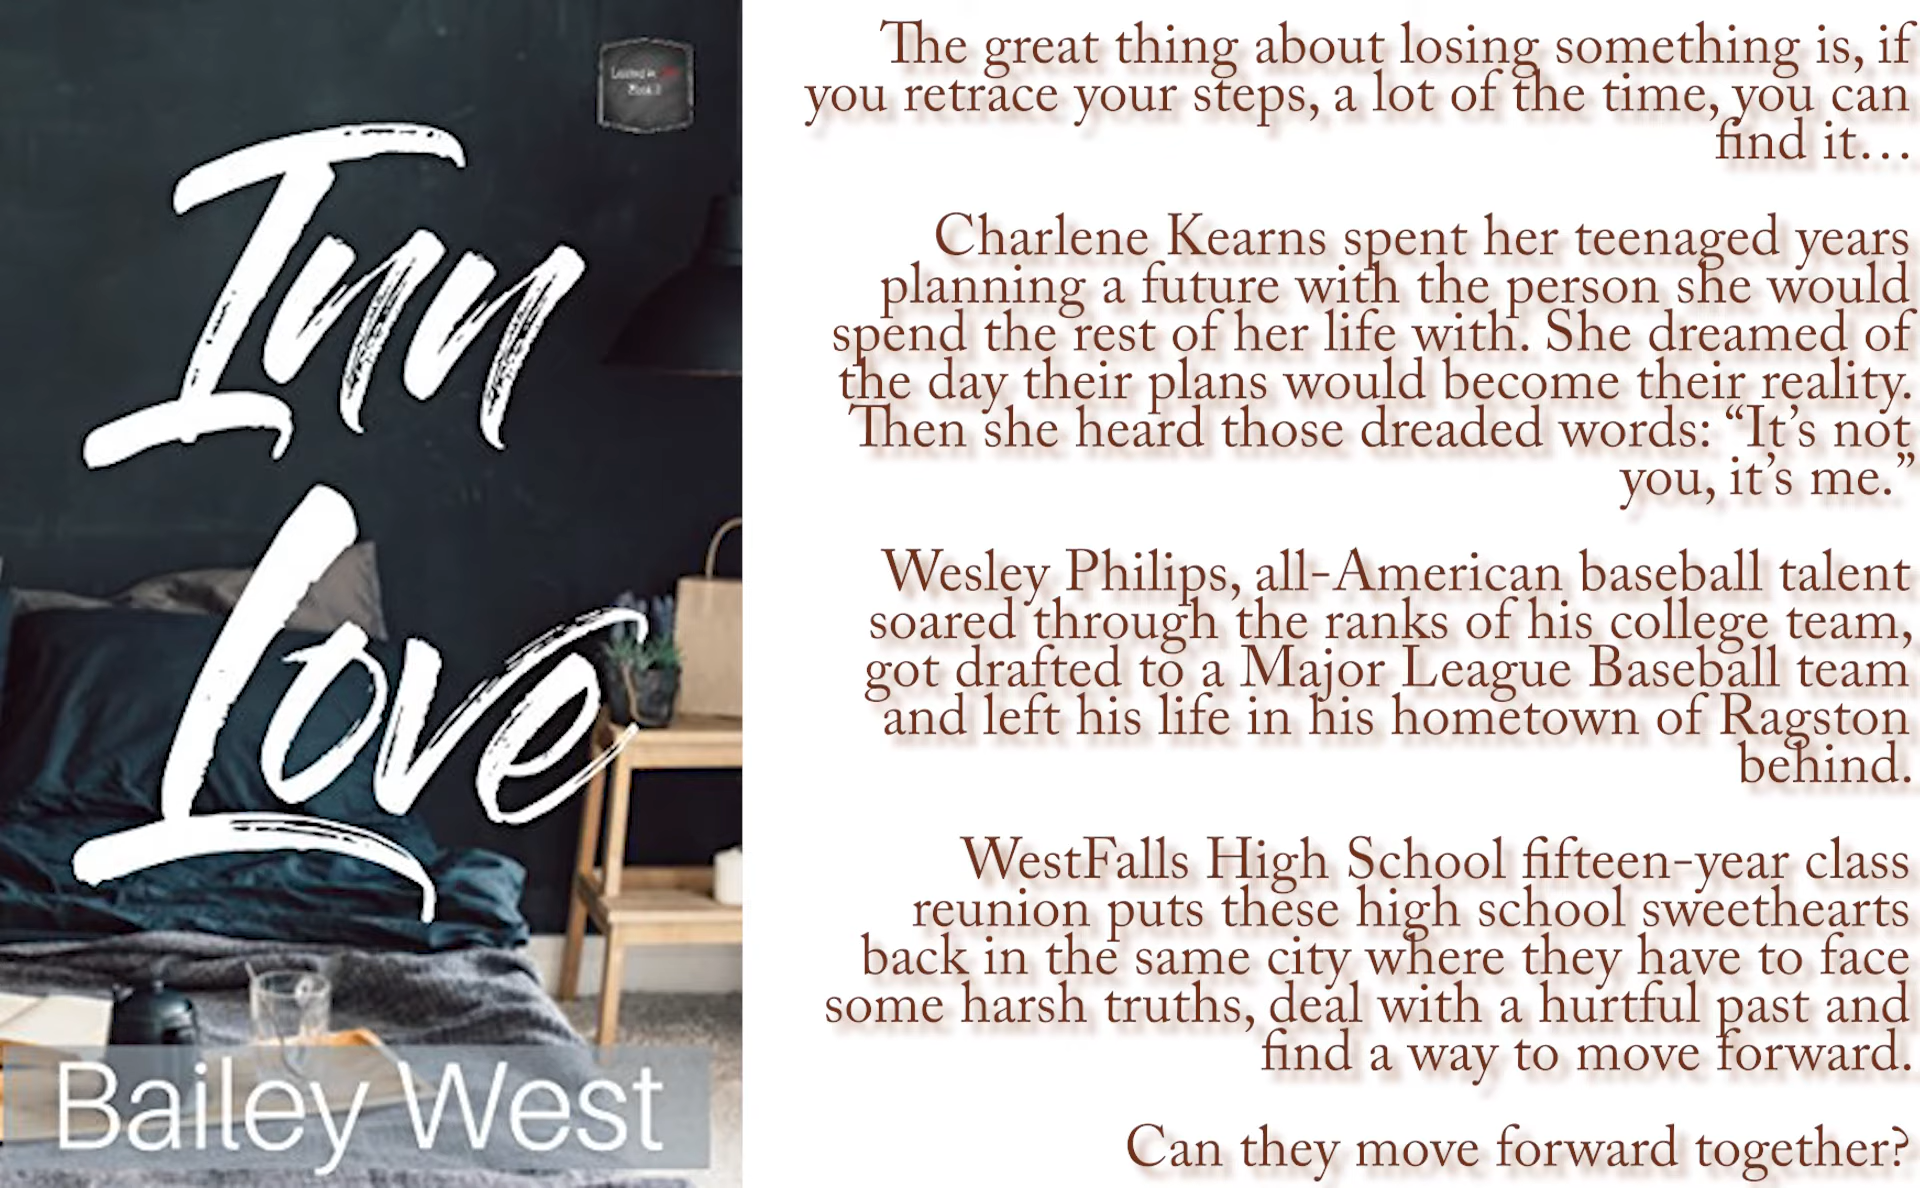 Inn
Love
Bailey West
The great thing about losing something is, if
you retrace your steps, a lot of the time, you can
find it…
Charlene Kearns spent her teenaged years
planning a future with the person she would
spend the rest of her life with. She dreamed of
the day their plans would become their reality.
Then she heard those dreaded words: “It’s not
you, it’s me.”
Wesley Philips, all-American baseball talent
soared through the ranks of his college team,
got drafted to a Major League Baseball team
and left his life in his hometown of Ragston
behind.
WestFalls High School fifteen-year class
reunion puts these high school sweethearts
back in the same city where they have to face
some harsh truths, deal with a hurtful past and
find a way to move forward.
Can they move forward together?